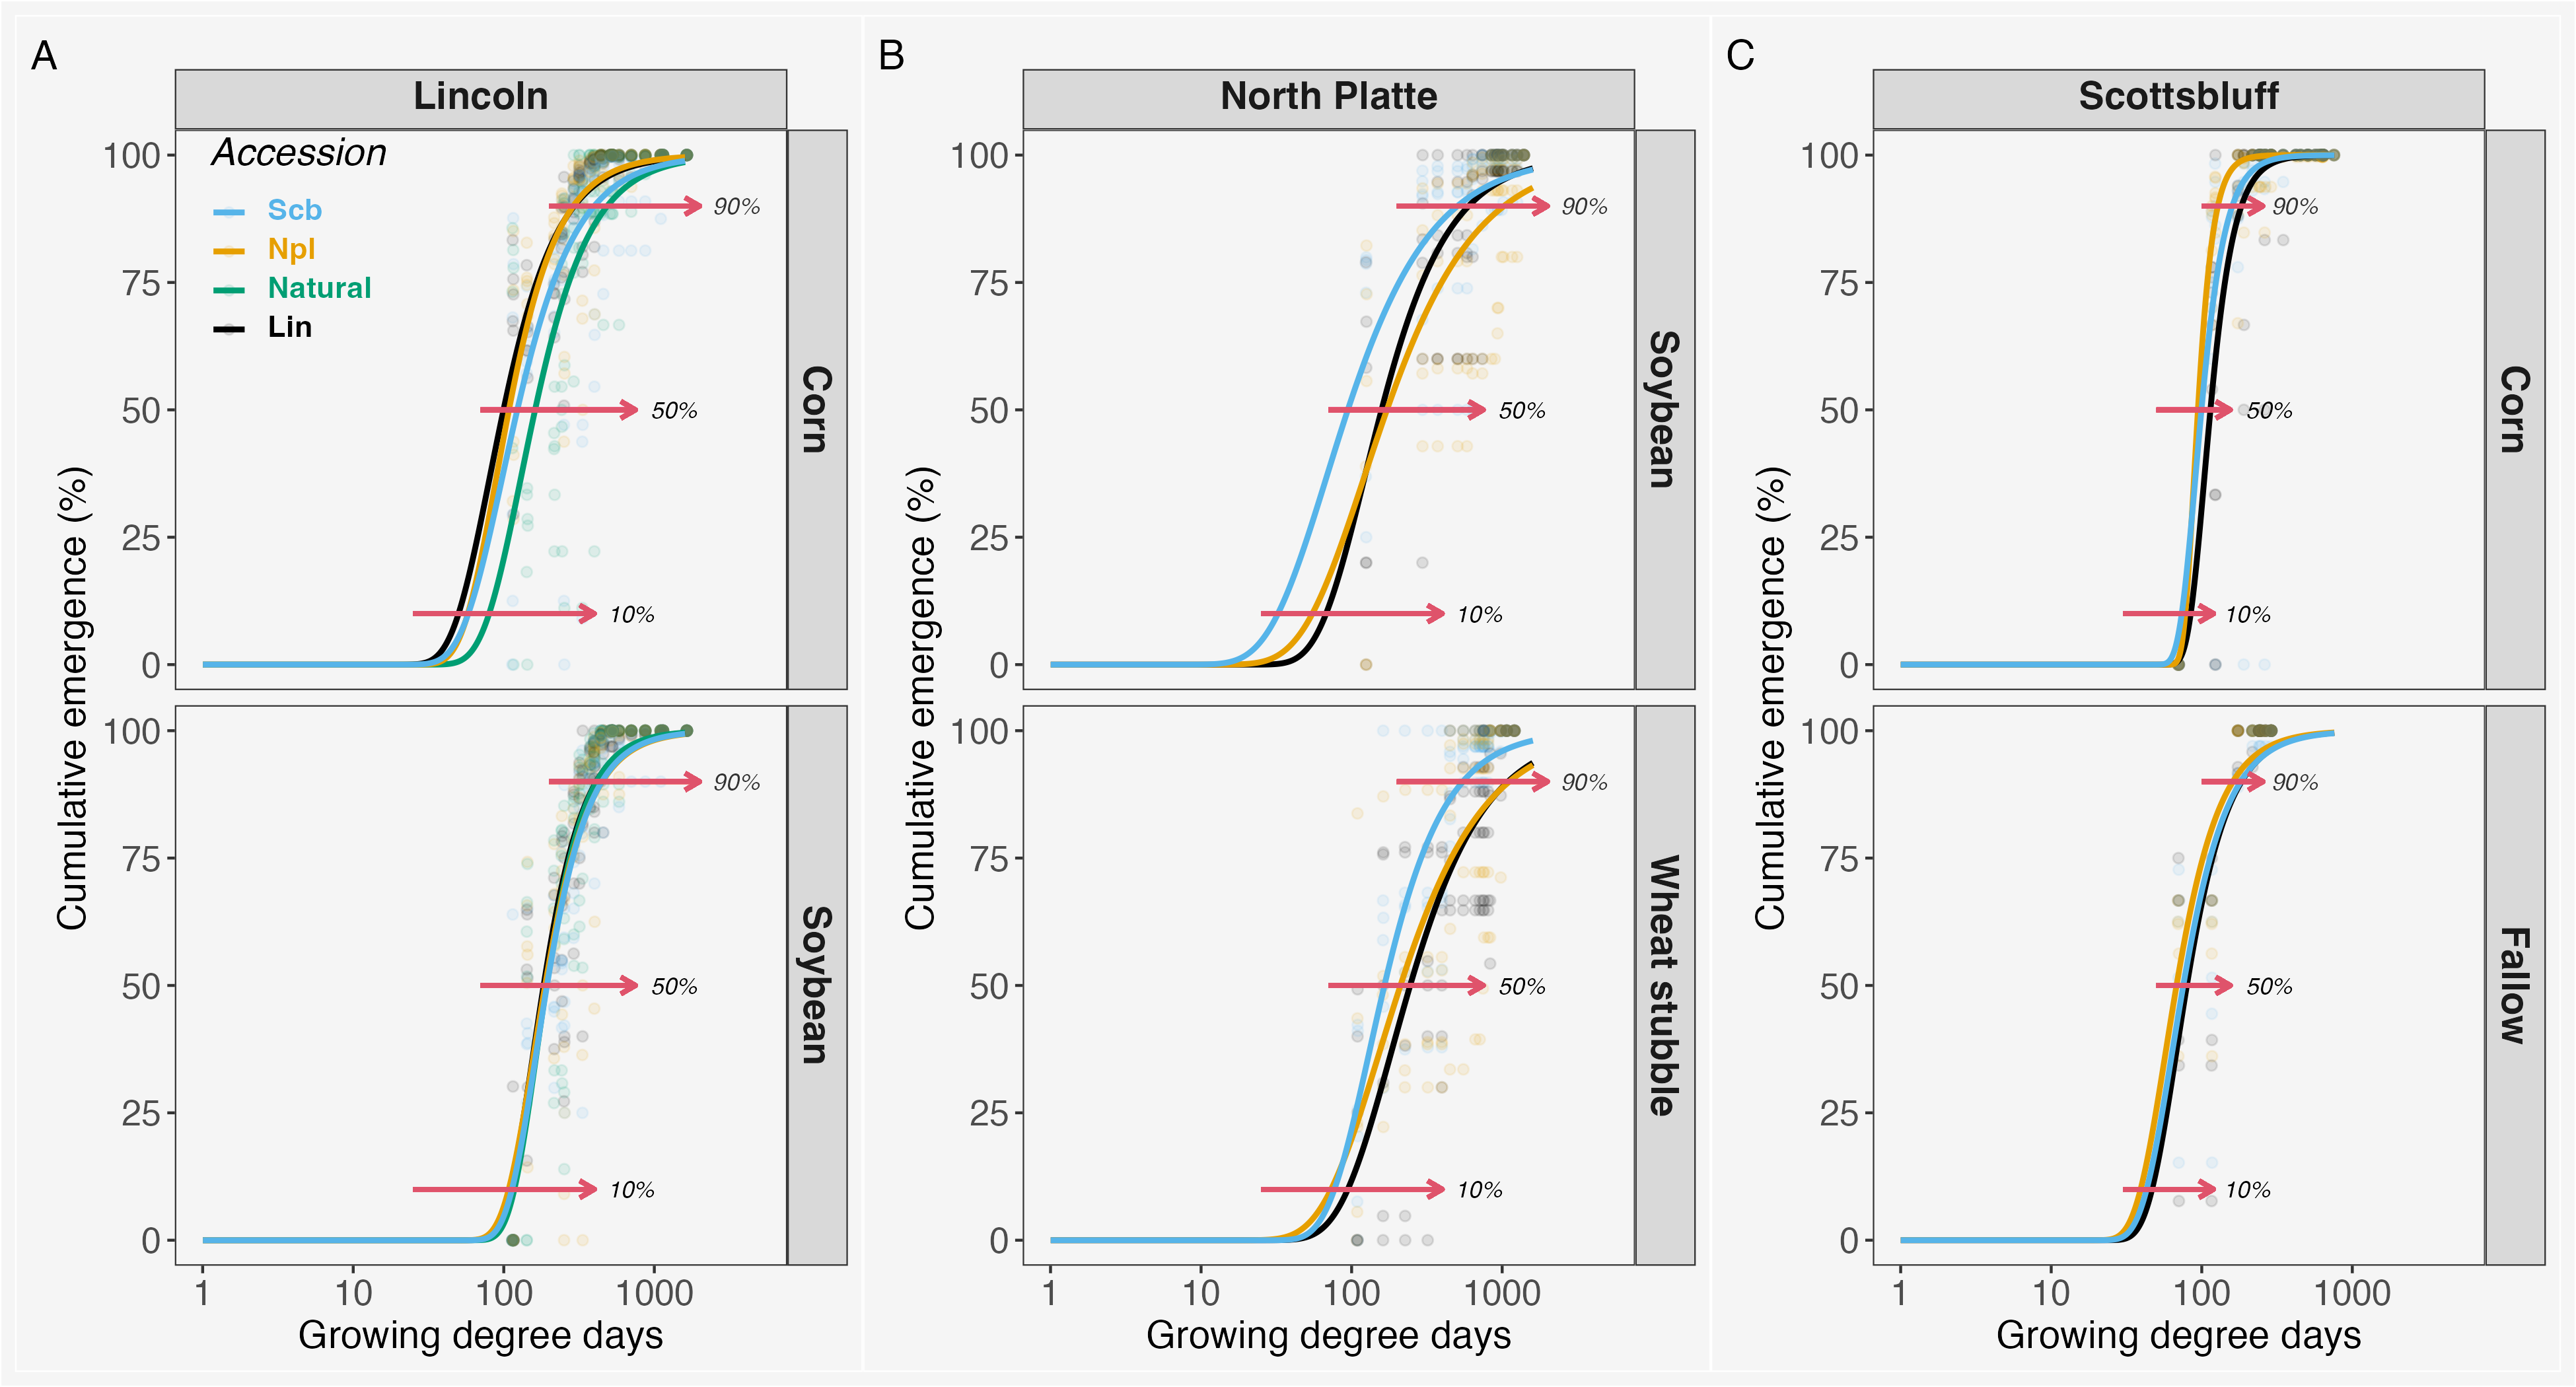 A
Lincoln
Accession
Scb
Npl
Natural
Lin
Cumulative emergence (%)
100
75
50
25
0
90%
50%
10%
Corn
100
75
50
25
0
90%
50%
10%
Soybean
1
10
100
1000
Growing degree days
B
North Platte
Cumulative emergence (%)
100
75
50
25
0
90%
50%
10%
Soybean
100
75
50
25
0
90%
50%
10%
Wheat stubble
1
10
100
1000
Growing degree days
C
Scottsbluff
Cumulative emergence (%)
100
75
50
25
0
90%
50%
10%
Corn
100
75
50
25
0
90%
50%
10%
Fallow
1
10
100
1000
Growing degree days